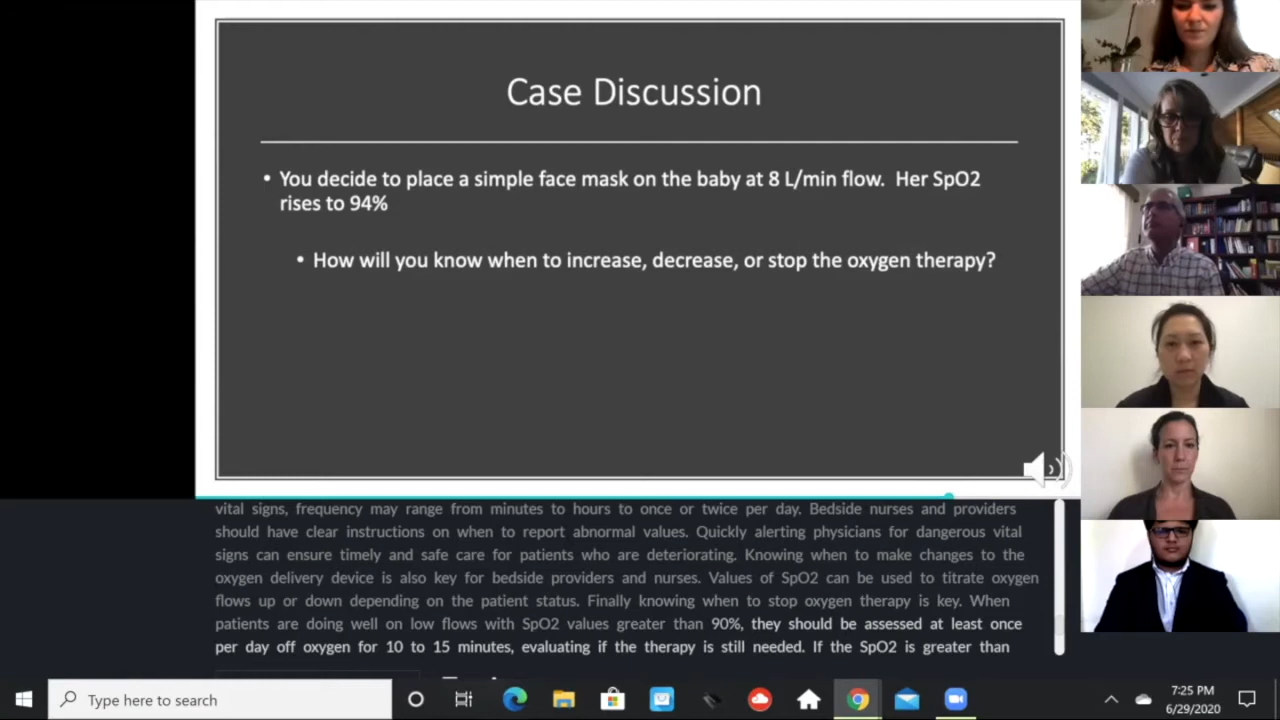 Case Discussion
• You decide to place a simple face mask on the baby at 8 L/min flow. Her SpO2
rises to 94%
• How will you know when to increase, decrease, or stop the oxygen therapy?
vital signs, frequency may range from minutes to hours to once or twice per day. Bedside nurses and providers
should have clear instructions on when to report abnormal values. Quickly alerting physicians for dangerous vital
signs can ensure timely and safe care for patients who are deteriorating. Knowing when to make changes to the
oxygen delivery device is also key for bedside providers and nurses. Values of SpO2 can be used to titrate oxygen
flows up or down depending on the patient status. Finally knowing when to stop oxygen therapy is key. When
patients are doing well on low flows with SpO2 values greater than 90%, they should be assessed at least once
per day off oxygen for 10 to 15 minutes, evaluating if the therapy is still needed. If the SpO2 is greater than
Type here to search
7:25 PM
6/29/2020